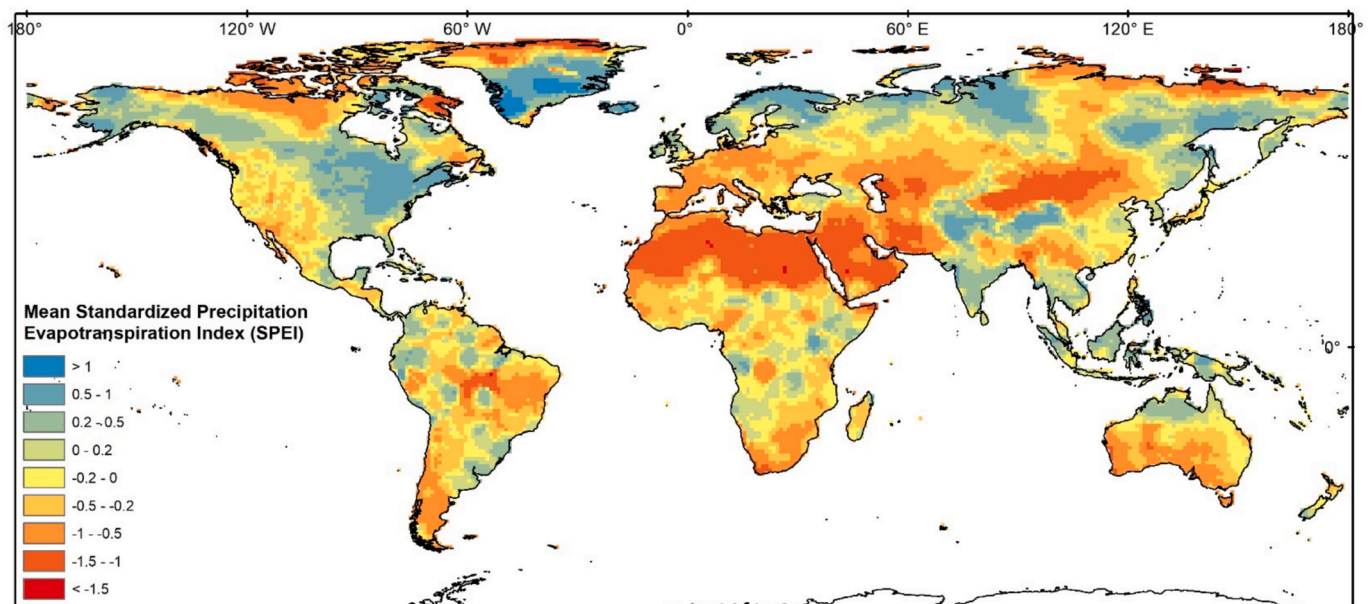 180° 120° W 60° W 0° 60° E 120° E 180°
Mean Standardized Precipitation
Evapotranspiration Index (SPEI)
> 1
0.5 - 1
0.2 - 0.5
0 - 0.2
-0.2 - 0
-0.5 - -0.2
-1 - -0.5
-1.5 - -1
< -1.5
0°